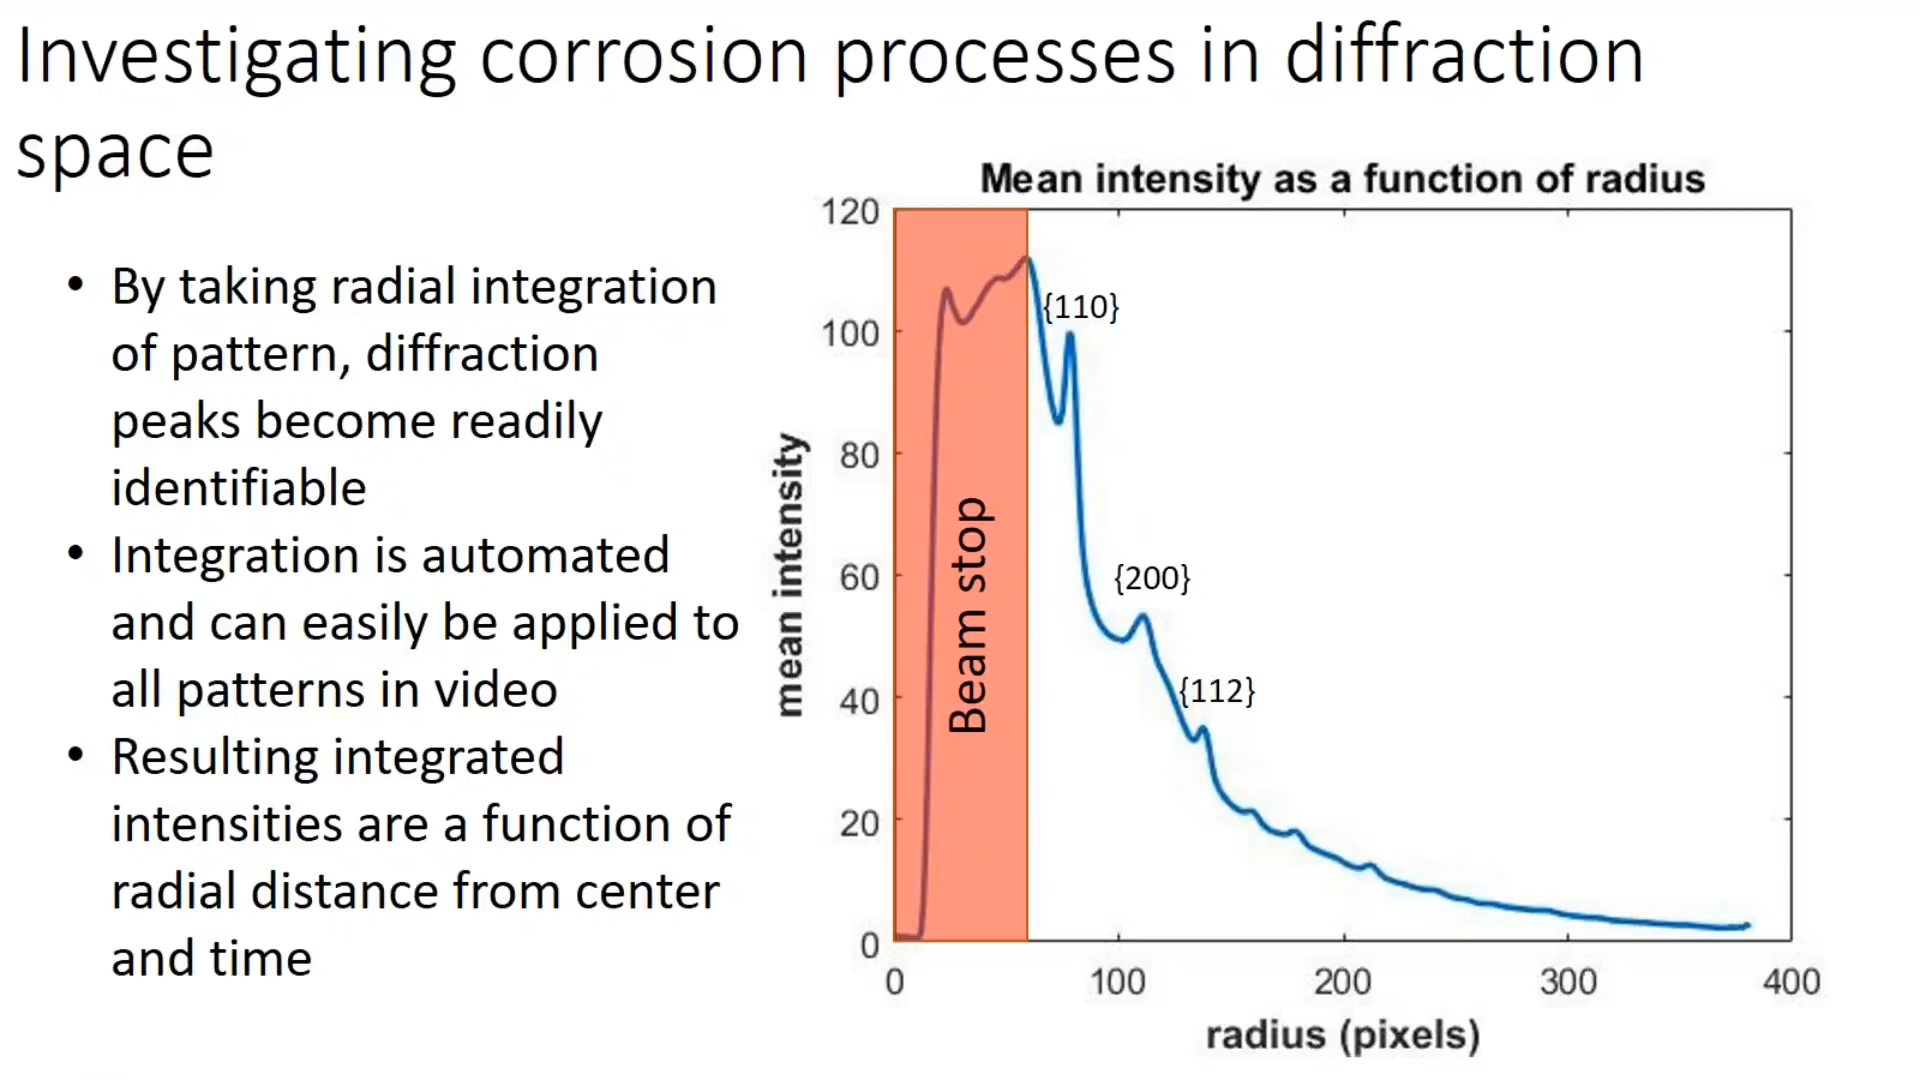 Investigating corrosion processes in diffraction
space
• By taking radial integration
of pattern, diffraction
peaks become readily
identifiable
• Integration is automated
and can easily be applied to
all patterns in video
• Resulting integrated
intensities are a function of
radial distance from center
and time
Mean intensity as a function of radius
120
100
80
60
40
20
0
mean intensity
Beam stop
{110}
{200}
{112}
0 100 200 300 400
radius (pixels)